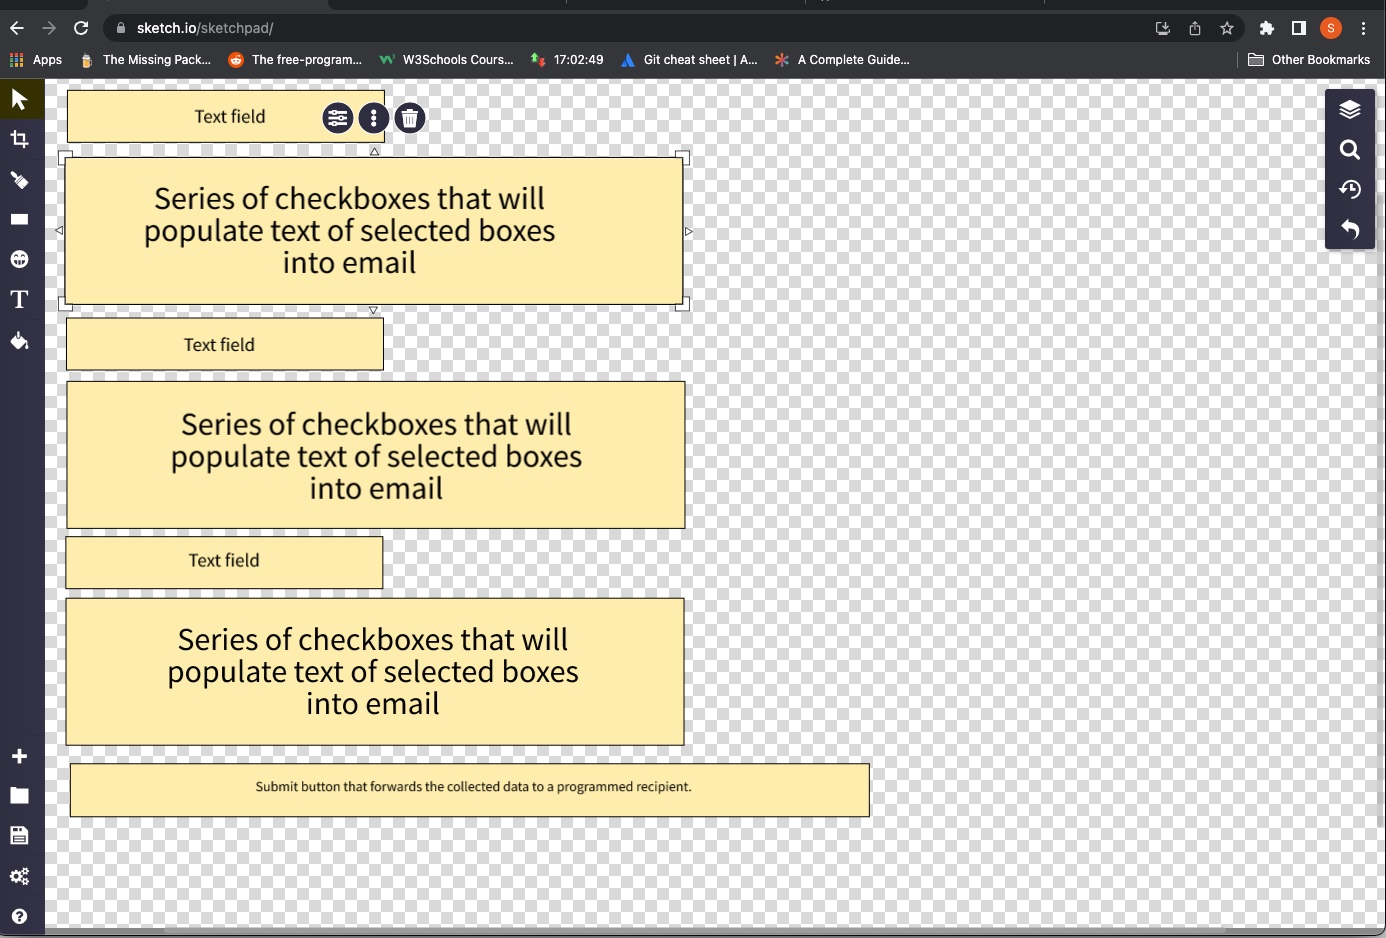 sketch.io/sketchpad/
S
Apps
The Missing Pack...
The free-program...
W3Schools Cours...
17:02:49
Git cheat sheet | A...
A Complete Guide...
Other Bookmarks
Text field
Series of checkboxes that will
populate text of selected boxes
into email
Text field
Series of checkboxes that will
populate text of selected boxes
into email
Text field
Series of checkboxes that will
populate text of selected boxes
into email
Submit button that forwards the collected data to a programmed recipient.
T